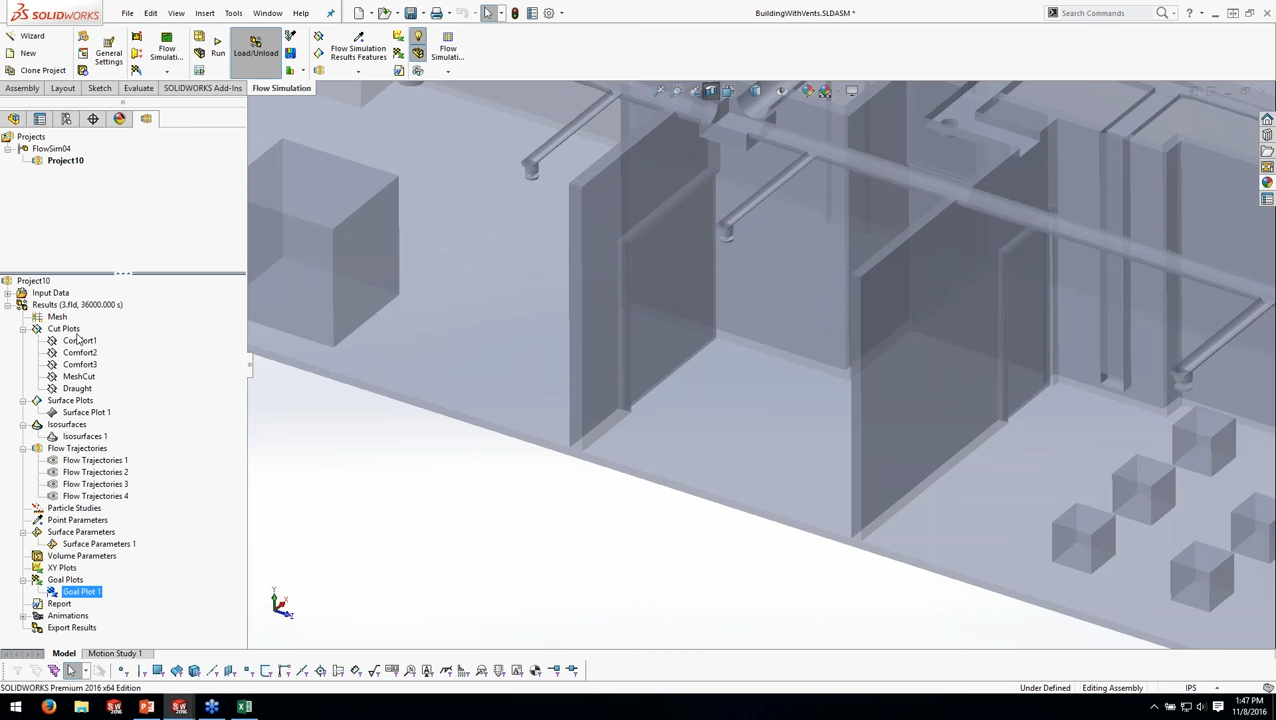 SOLIDWORKS
File Edit View Insert Tools Window Help
BuildingWithVents.SLDASM *
Search Commands
Wizard
New
Clone Project
General Settings
Flow Simulati...
Run
Load/Unload
Flow Simulation Results Features
Flow Simulati...
Assembly Layout Sketch Evaluate SOLIDWORKS Add-Ins Flow Simulation
Projects
FlowSim04
Project10
Project10
Input Data
Results (3.fld, 36000.000 s)
Mesh
Cut Plots
Comfort1
Comfort2
Comfort3
MeshCut
Draught
Surface Plots
Surface Plot 1
Isosurfaces
Isosurfaces 1
Flow Trajectories
Flow Trajectories 1
Flow Trajectories 2
Flow Trajectories 3
Flow Trajectories 4
Particle Studies
Point Parameters
Surface Parameters
Surface Parameters 1
Volume Parameters
XY Plots
Goal Plots
Goal Plot 1
Report
Animations
Export Results
Y
X
Z
Model Motion Study 1
SOLIDWORKS Premium 2016 x64 Edition
Under Defined Editing Assembly IPS
1:47 PM
11/8/2016